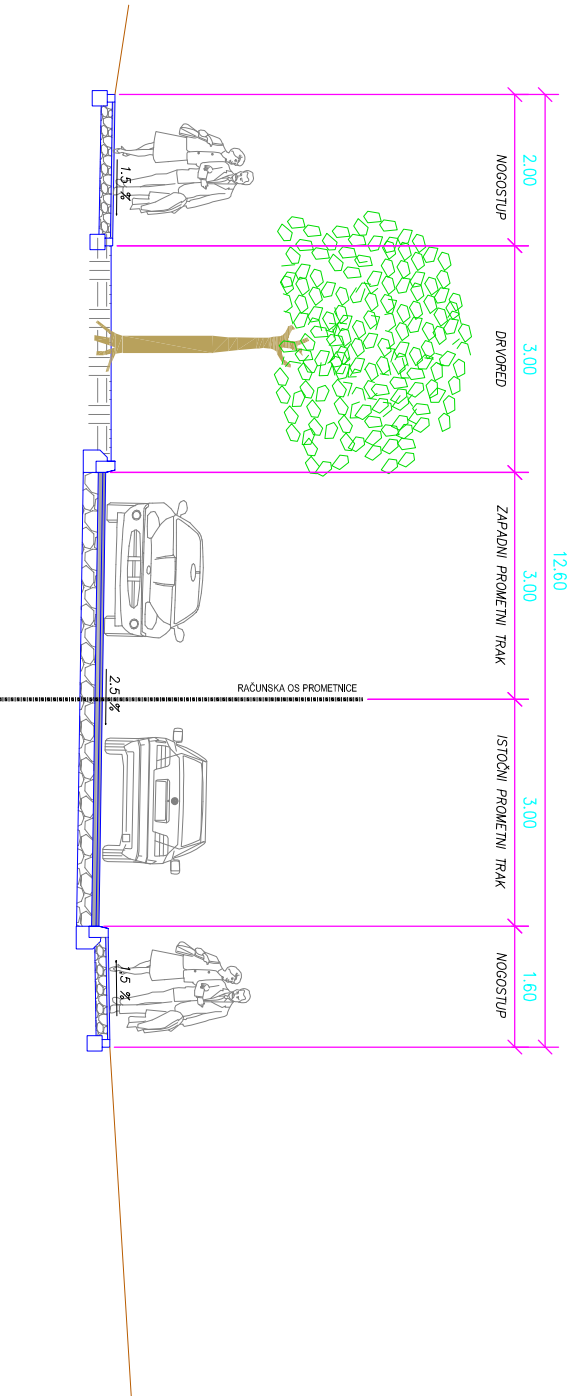 12.60
2.00
3.00
3.00
3.00
1.60
NOGOSTUP
DRVORED
ZAPADNI PROMETNI TRAK
ISTOČNI PROMETNI TRAK
NOGOSTUP
RAČUNSKA OS PROMETNICE
1.5 %
2.5 %
1.5 %